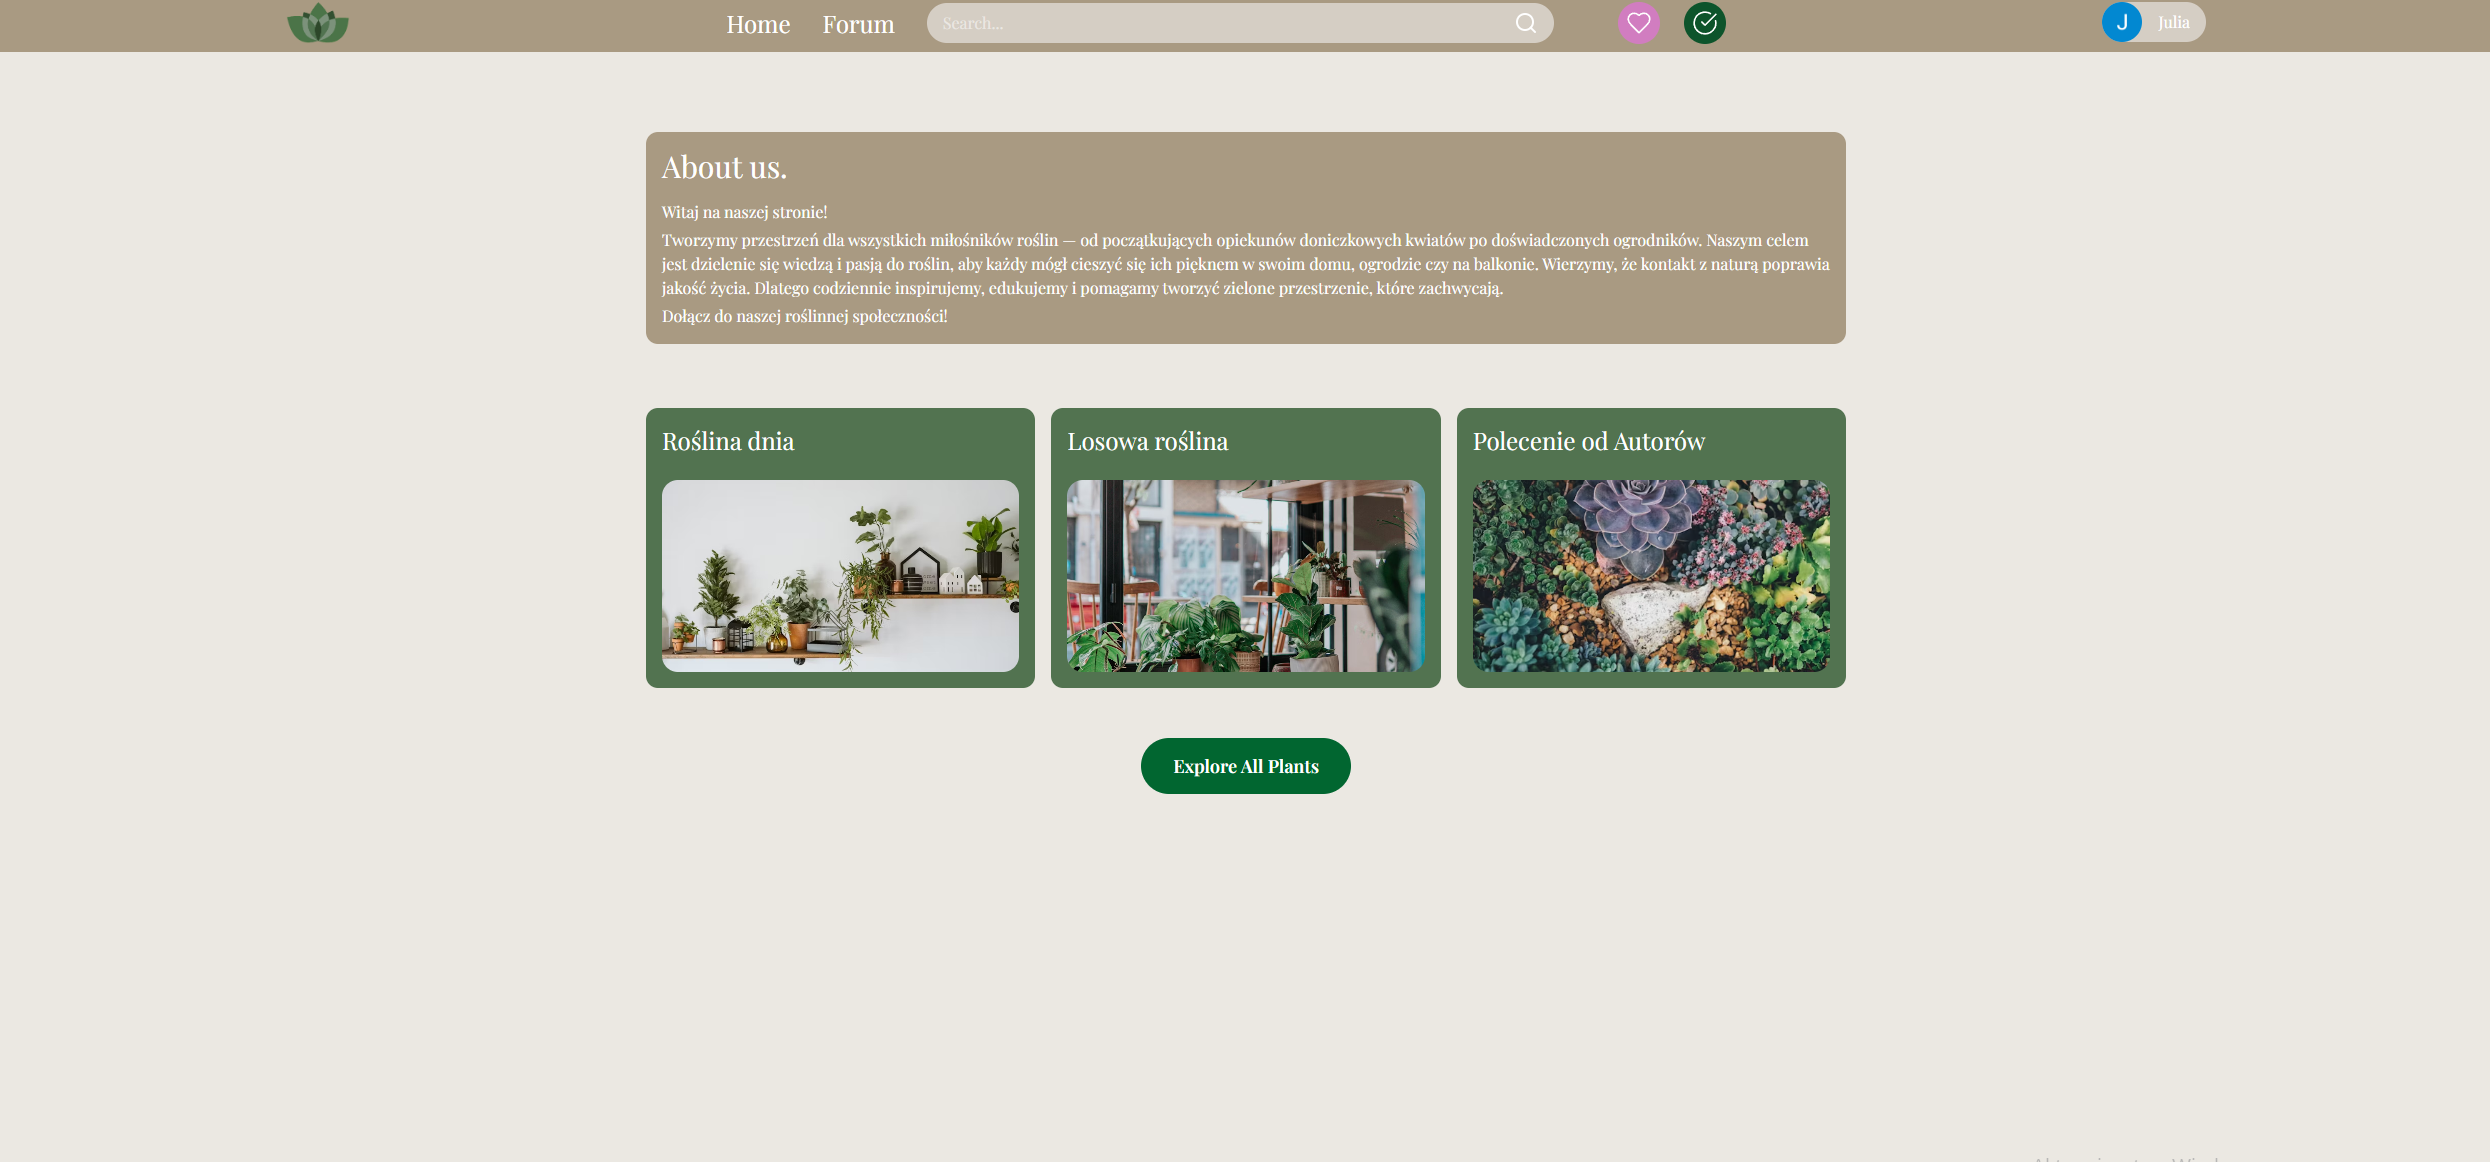 Home
Forum
Search...
J
Julia
About us.
Witaj na naszej stronie!
Tworzymy przestrzeń dla wszystkich miłośników roślin — od początkujących opiekunów doniczkowych kwiatów po doświadczonych ogrodników. Naszym celem
jest dzielenie się wiedzą i pasją do roślin, aby każdy mógł cieszyć się ich pięknem w swoim domu, ogrodzie czy na balkonie. Wierzymy, że kontakt z naturą poprawia
jakość życia. Dlatego codziennie inspirujemy, edukujemy i pomagamy tworzyć zielone przestrzenie, które zachwycają.
Dołącz do naszej roślinnej społeczności!
Roślina dnia
Losowa roślina
Polecenie od Autorów
Explore All Plants